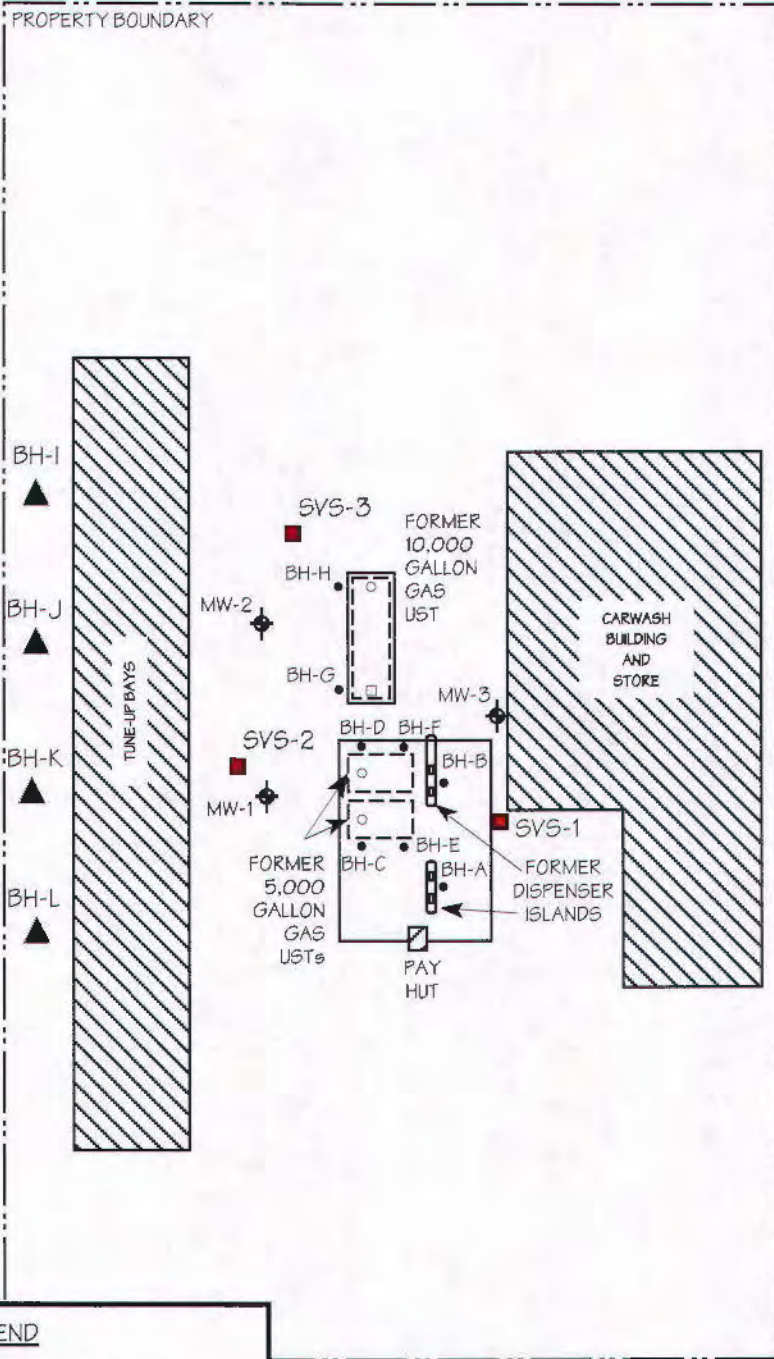 PROPERTY BOUNDARY
BH-I
BH-J
BH-K
BH-L
TUNE-UP BAYS
SVS-3
FORMER
10,000
GALLON
GAS
UST
BH-H
MW-2
BH-G
MW-3
CARWASH
BUILDING
AND
STORE
SVS-2
BH-D
BH-F
BH-B
MW-1
SVS-1
BH-C
BH-E
BH-A
FORMER
5,000
GALLON
GAS
USTs
FORMER
DISPENSER
ISLANDS
PAY
HUT
END